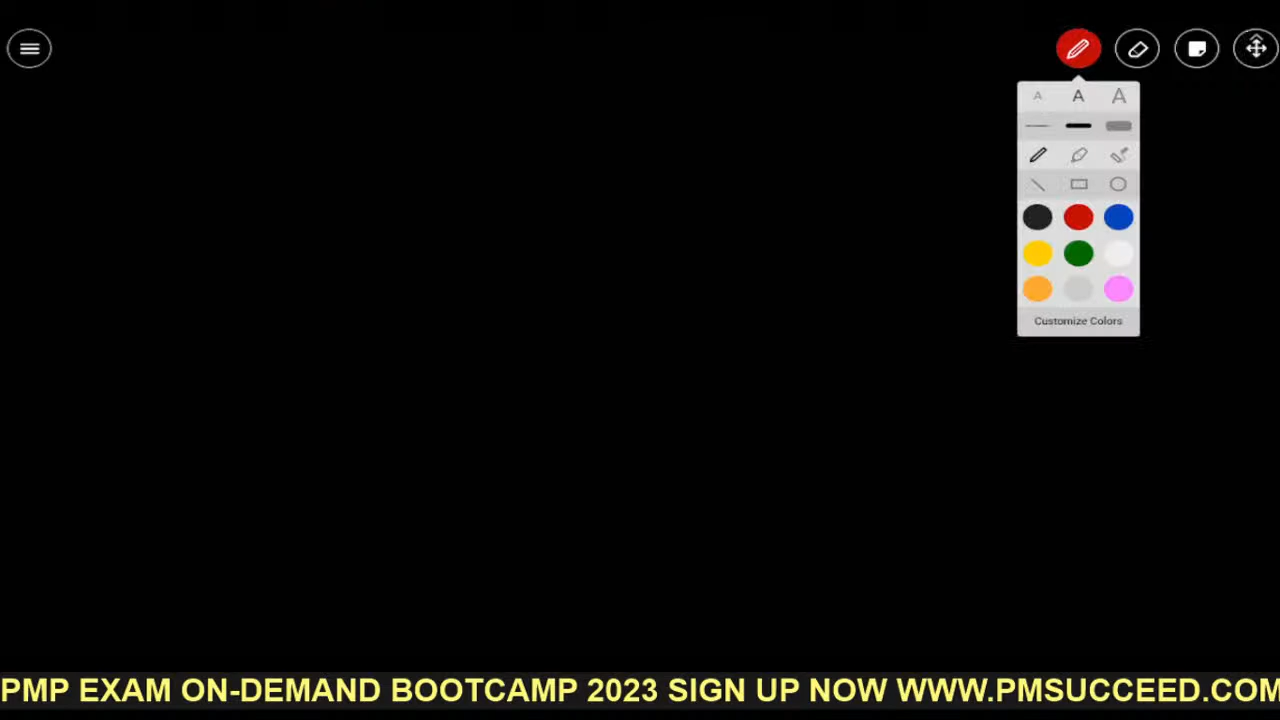 A A A
Customize Colors
PMP EXAM ON-DEMAND BOOTCAMP 2023 SIGN UP NOW WWW.PMSUCCEED.COM